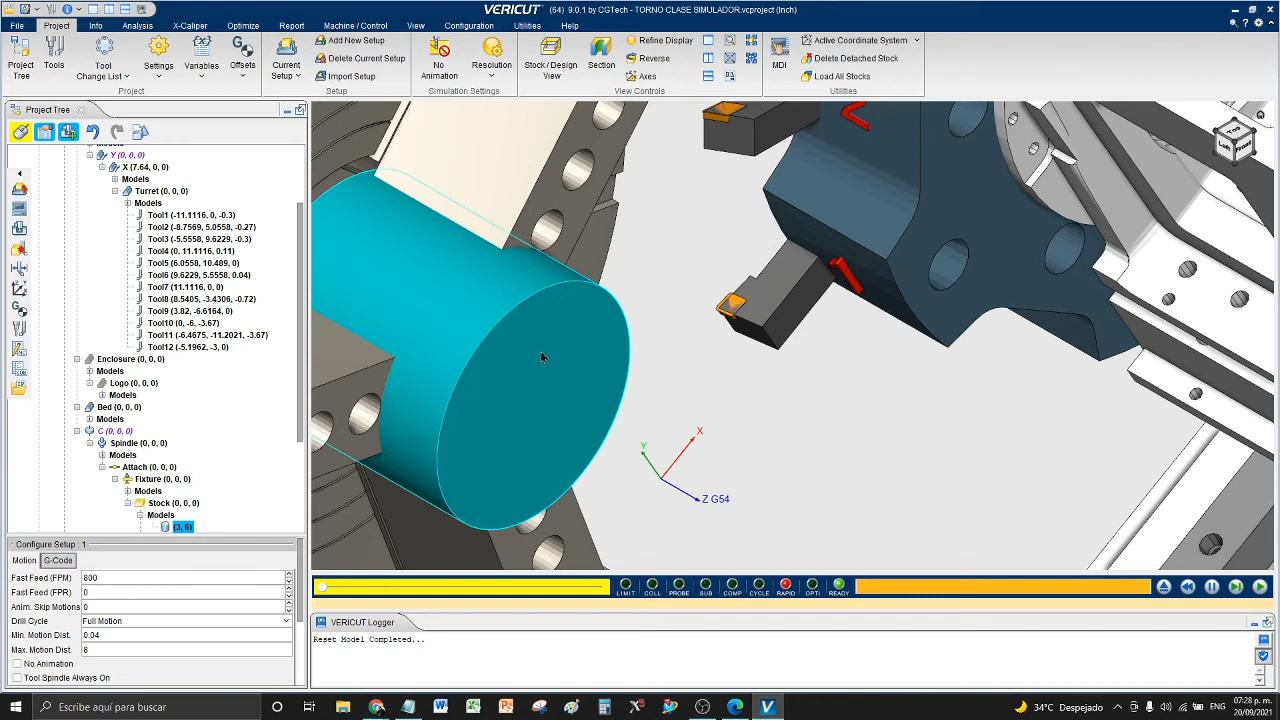 VERICUT (64) 9.0.1 by CGTech - TORNO CLASE SIMULADOR.vcproject (Inch)
File Project Info Analysis X-Caliper Optimizer Report Machine / Control View Configuration Utilities Help
Project Tree
Tools
Tool Change List
Settings
Variables
Offsets
Project
Current Setup
Add New Setup
Delete Current Setup
Import Setup
Setup
No Animation
Resolution
Simulation Settings
Stock / Design View
Section
Refine Display
Reverse
Axes
View Controls
MDI
Active Coordinate System
Delete Detached Stock
Load All Stocks
Utilities
Project Tree
Models
Y (0, 0, 0)
X (7.64, 0, 0)
Models
Turret (0, 0, 0)
Models
Tool1 (-11.1116, 0, -0.3)
Tool2 (-8.7569, 5.0558, -0.27)
Tool3 (-5.5558, 9.6229, -0.3)
Tool4 (0, 11.1116, 0.11)
Tool5 (6.0558, 10.489, 0)
Tool6 (9.6229, 5.5558, 0.04)
Tool7 (11.1116, 0, 0)
Tool8 (8.5405, -3.4306, -0.72)
Tool9 (3.82, -6.6164, 0)
Tool10 (0, -6, -3.67)
Tool11 (-6.4675, -11.2021, -3.67)
Tool12 (-5.1962, -3, 0)
Enclosure (0, 0, 0)
Models
Logo (0, 0, 0)
Models
Bed (0, 0, 0)
Models
C (0, 0, 0)
Spindle (0, 0, 0)
Models
Attach (0, 0, 0)
Fixture (0, 0, 0)
Models
Stock (0, 0, 0)
Models
(3, 6)
Configure Setup : 1
Motion G-Code
Fast Feed (FPM) 800
Fast Feed (FPR) 0
Anim. Skip Motions 0
Drill Cycle Full Motion
Min. Motion Dist. 0.04
Max. Motion Dist. 8
No Animation
Tool Spindle Always On
X
Y
Z G54
LIMIT COLL PROBE SUB COMP CYCLE RAPID OPTI READY
VERICUT Logger
Reset Model Completed...
Escribe aquí para buscar
34°C Despejado
ENG
07:28 p. m.
20/09/2021